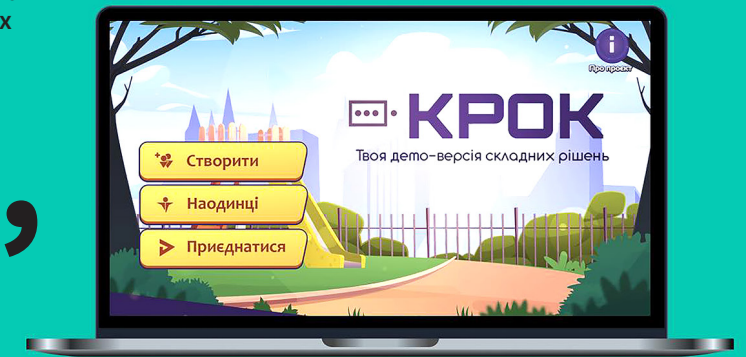 х
Про проєкт
КРОК
Твоя демо-версія складних рішень
Створити
Наодинці
Приєднатися
,